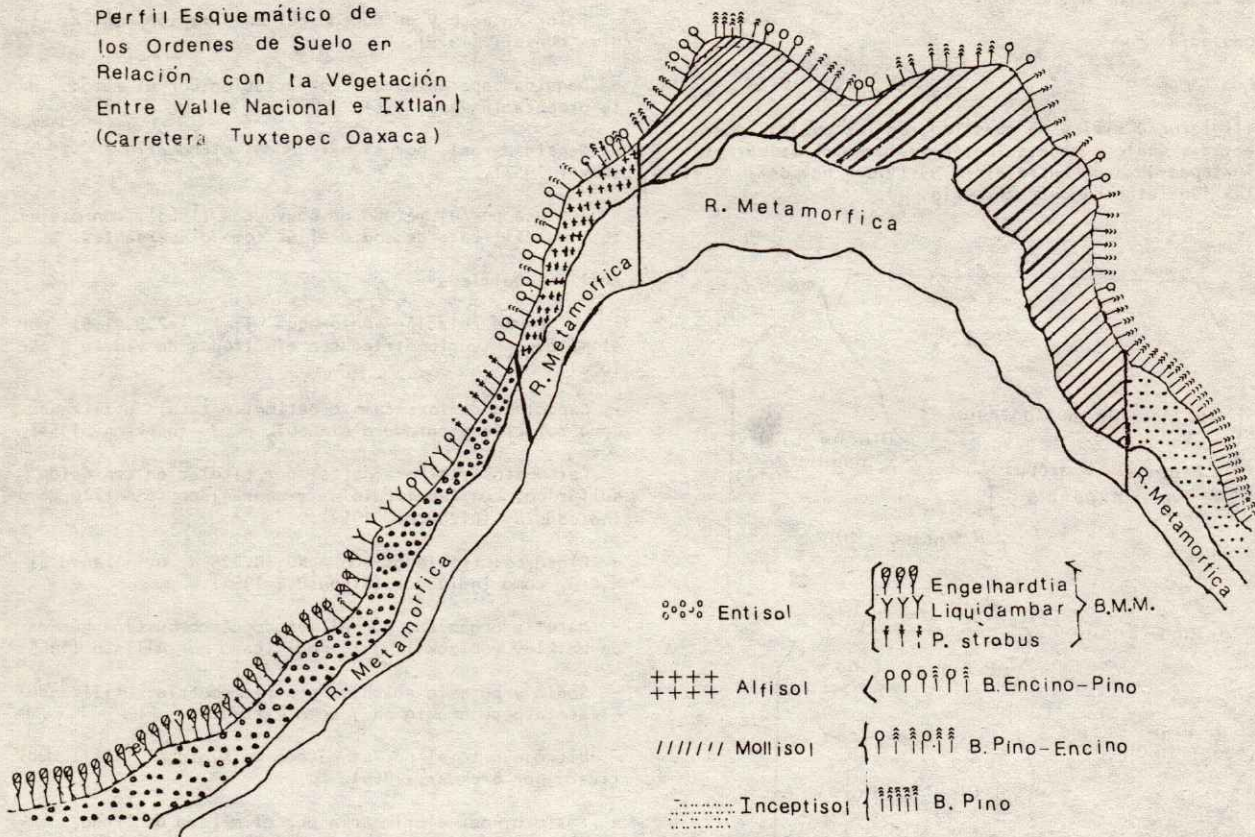 Perfil Esquemático de
los Ordenes de Suelo en
Relación con la Vegetación
Entre Valle Nacional e Ixtlán
(Carretera Tuxtepec Oaxaca)
R. Metamorfica
R. Metamorfica
R. Metamorfica
R. Metamorfica
Entisol
Engelhardtia
Liquidambar
P. strobus
B.M.M.
Alfisol
B. Encino-Pino
Mollisol
B. Pino-Encino
Inceptisol
B. Pino